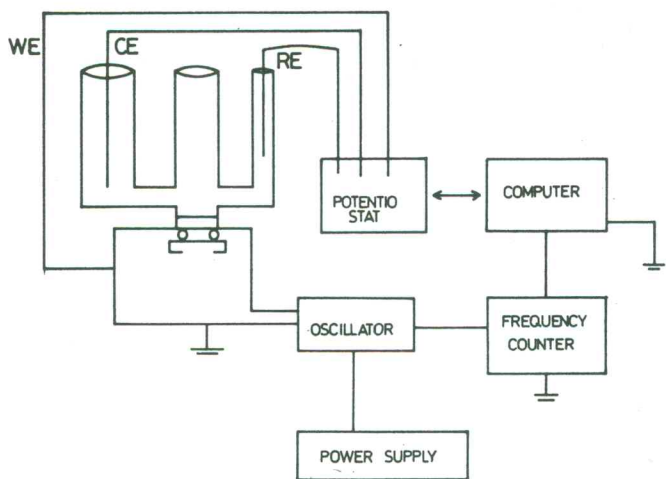 WE
CE
RE
POTENTIO
STAT
COMPUTER
OSCILLATOR
FREQUENCY
COUNTER
POWER SUPPLY